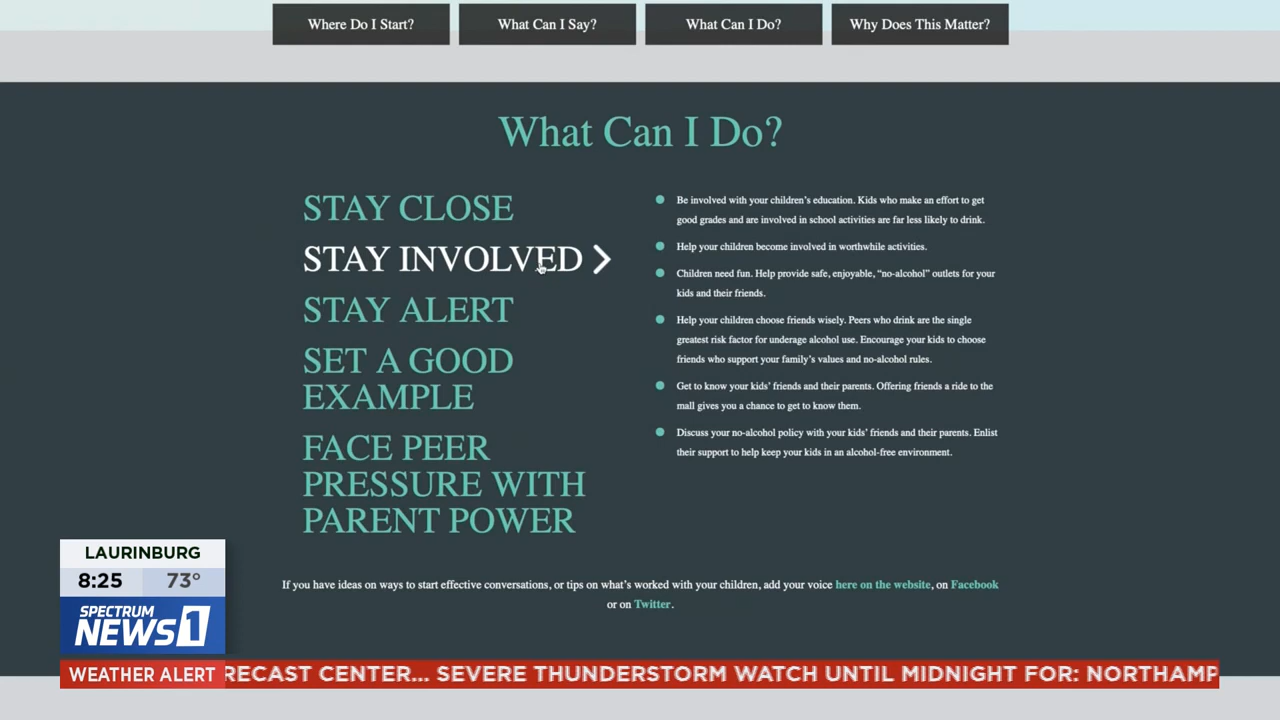 Where Do I Start?
What Can I Say?
What Can I Do?
Why Does This Matter?
What Can I Do?
STAY CLOSE
STAY INVOLVED
STAY ALERT
SET A GOOD
EXAMPLE
FACE PEER
PRESSURE WITH
PARENT POWER
Be involved with your children's education. Kids who make an effort to get
good grades and are involved in school activities are far less likely to drink.
Help your children become involved in worthwhile activities.
Children need fun. Help provide safe, enjoyable, “no-alcohol” outlets for your
kids and their friends.
Help your children choose friends wisely. Peers who drink are the single
greatest risk factor for underage alcohol use. Encourage your kids to choose
friends who support your family's values and no-alcohol rules.
Get to know your kids' friends and their parents. Offering friends a ride to the
mall gives you a chance to get to know them.
Discuss your no-alcohol policy with your kids' friends and their parents. Enlist
their support to help keep your kids in an alcohol-free environment.
If you have ideas on ways to start effective conversations, or tips on what's worked with your children, add your voice here on the website, on Facebook
or on Twitter.
LAURINBURG
8:25 73°
SPECTRUM
NEWS 1
WEATHER ALERT RECAST CENTER... SEVERE THUNDERSTORM WATCH UNTIL MIDNIGHT FOR: NORTHAMP